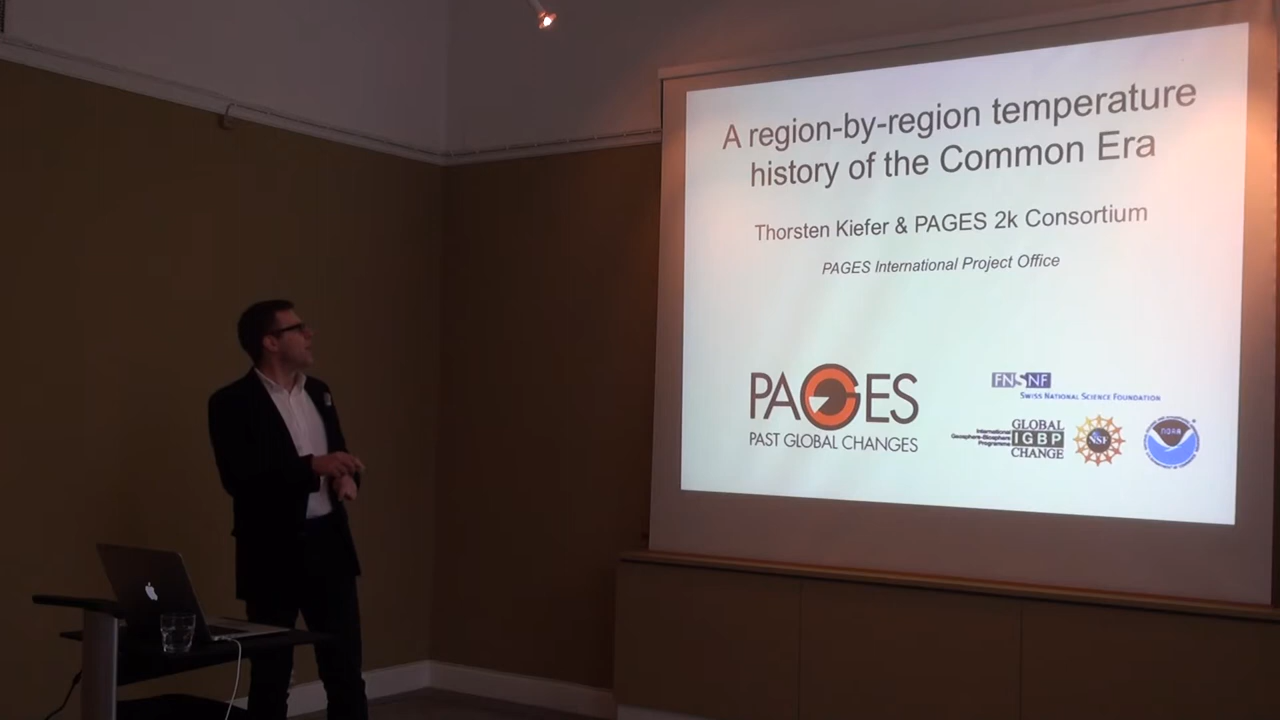 A region-by-region temperature
history of the Common Era
Thorsten Kiefer & PAGES 2k Consortium
PAGES International Project Office
PAGES
PAST GLOBAL CHANGES
FNSNF
SWISS NATIONAL SCIENCE FOUNDATION
International
Geosphere-Biosphere
Programme
GLOBAL
IGBP
CHANGE
NSF
NOAA